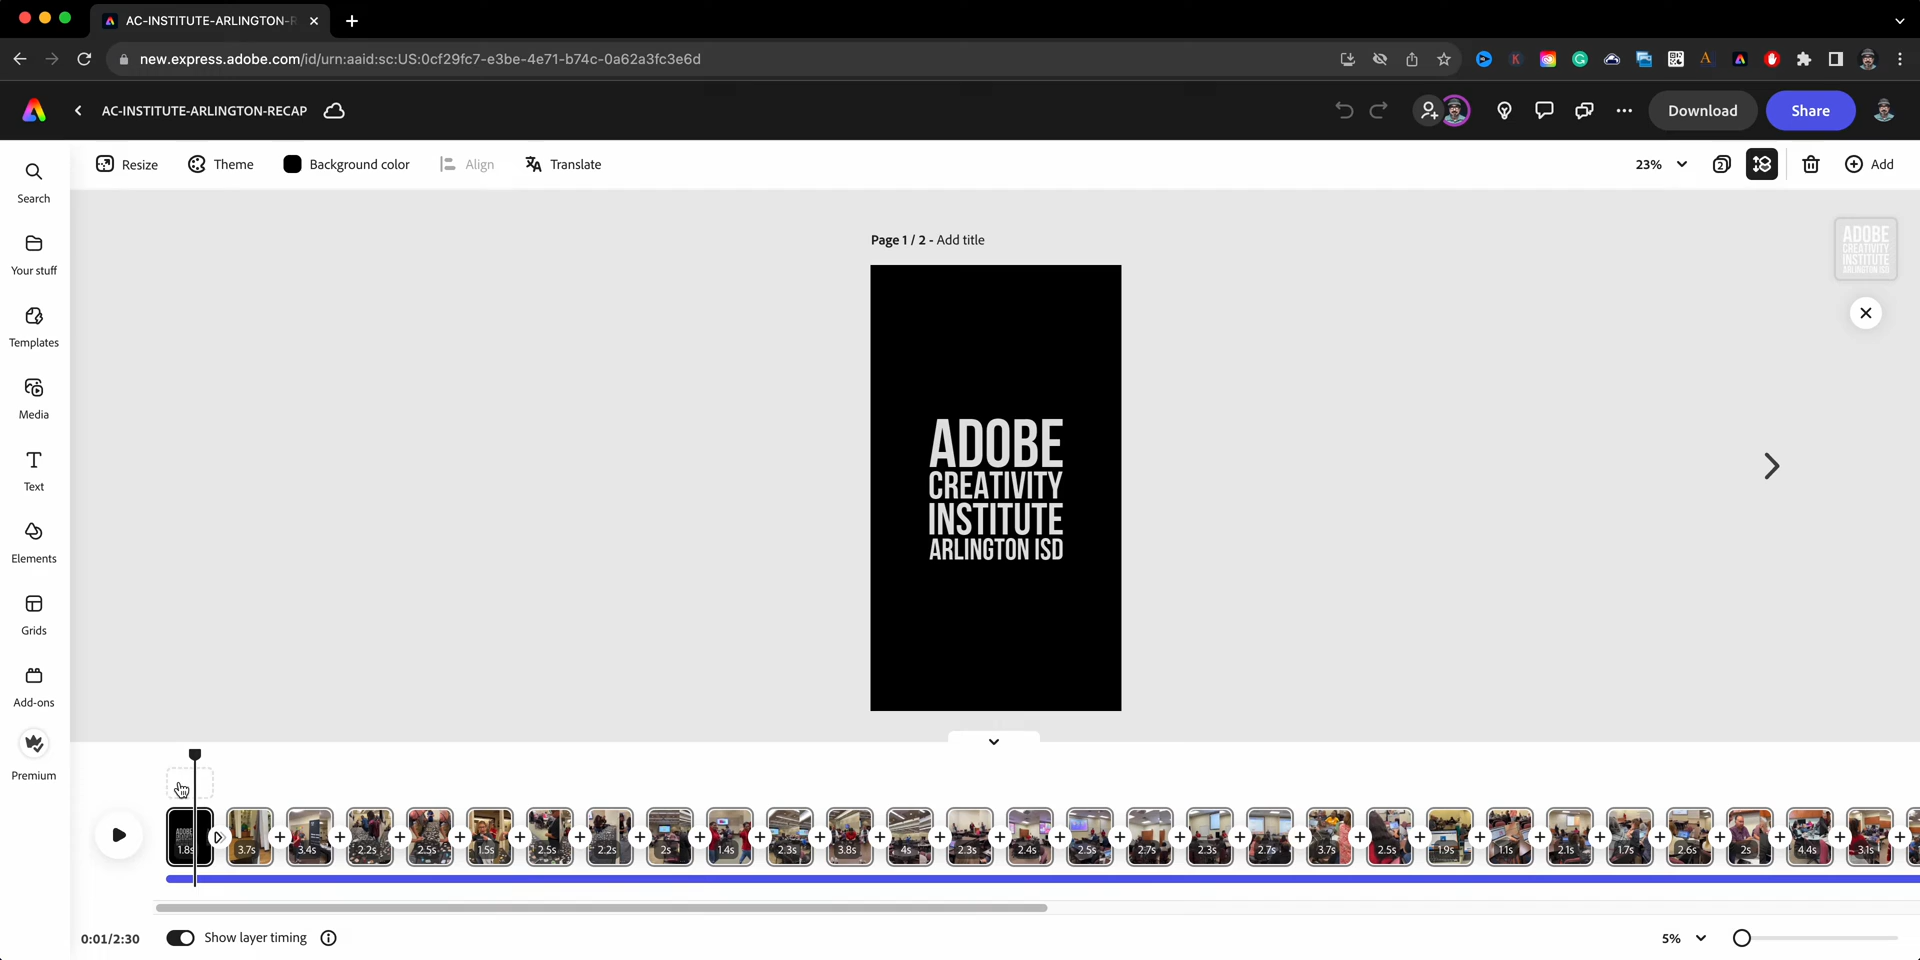 AC-INSTITUTE-ARLINGTON-R
new.express.adobe.com/id/urn:aaid:sc:US:0cf29fc7-e3be-4e71-b74c-0a62a3fc3e6d
AC-INSTITUTE-ARLINGTON-RECAP
Download
Share
Resize
Theme
Background color
Align
Translate
23%
2
Add
Search
Your stuff
Templates
Media
Text
Elements
Grids
Add-ons
Premium
Page 1 / 2 - Add title
ADOBE
CREATIVITY
INSTITUTE
ARLINGTON ISD
ADOBE
CREATIVITY
INSTITUTE
ARLINGTON ISD
1.8s
3.7s
3.4s
2.2s
2.5s
1.5s
2.5s
2.2s
2s
1.4s
2.3s
3.8s
4s
2.3s
2.4s
2.5s
2.7s
2.3s
2.7s
3.7s
2.5s
1.9s
1.1s
2.1s
1.7s
2.6s
2s
4.4s
3.1s
0:01/2:30
Show layer timing
5%